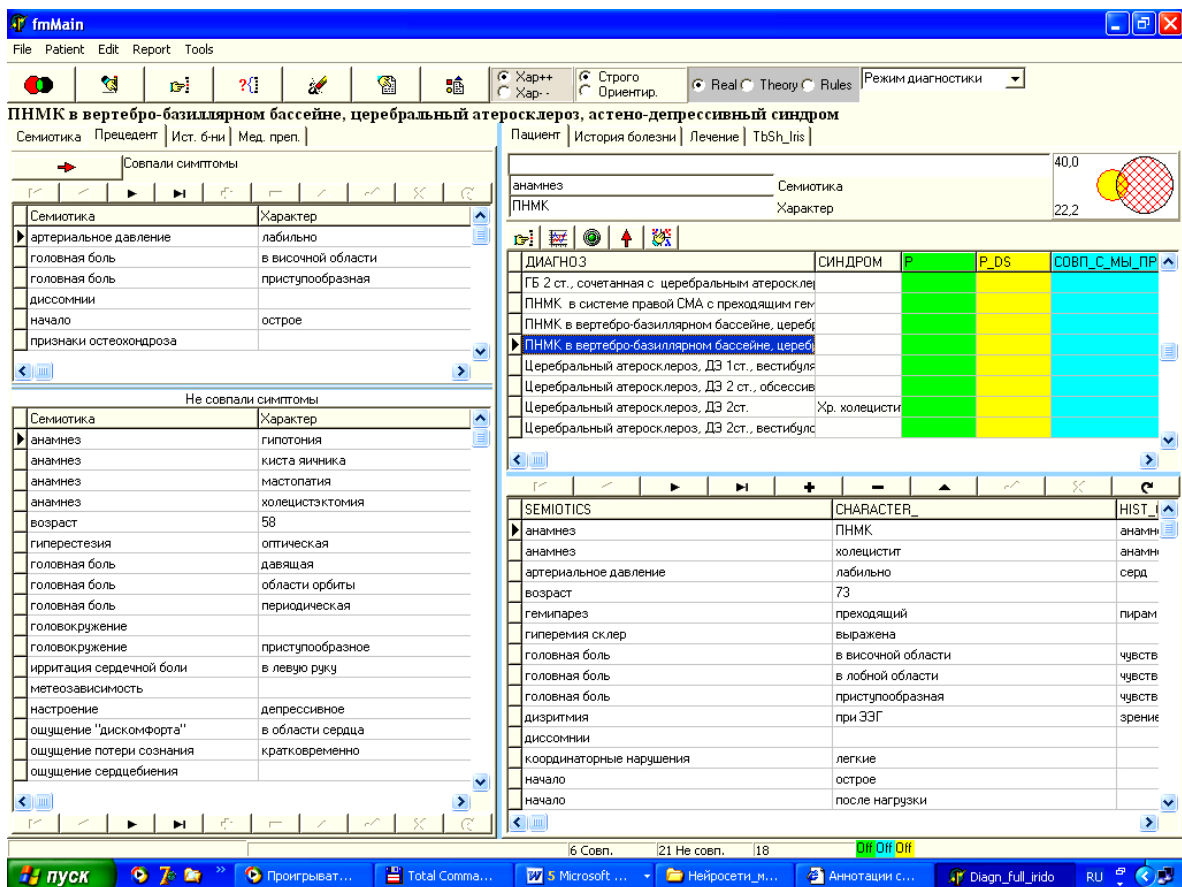 fmMain
File Patient Edit Report Tools
Хар++ Строго Real Theory Rules Режим диагностики
Хар- - Ориентир.
ПНМК в вертебро-базиллярном бассейне, церебральный атеросклероз, астено-депрессивный синдром
Семиотика Прецедент Ист. б-ни Мед. преп.
Совпали симптомы
Семиотика Характер
артериальное давление лабильно
головная боль в височной области
головная боль приступообразная
диссомнии
начало острое
признаки остеохондроза
Не совпали симптомы
Семиотика Характер
анамнез гипотония
анамнез киста яичника
анамнез мастопатия
анамнез холецистэктомия
возраст 58
гиперестезия оптическая
головная боль давящая
головная боль области орбиты
головная боль периодическая
головокружение
головокружение приступообразное
ирритация сердечной боли в левую руку
метеозависимость
настроение депрессивное
ощущение "дискомфорта" в области сердца
ощущение потери сознания кратковременно
ощущение сердцебиения
Пациент История болезни Лечение TbSh_Iris
40,0
анамнез Семиотика
ПНМК Характер
22,2
ДИАГНОЗ СИНДРОМ P P_DS СОВП_С_МЫ_ПР
ГБ 2 ст., сочетанная с церебральным атероскле
ПНМК в системе правой СМА с преходящим гем
ПНМК в вертебро-базиллярном бассейне, цереб
ПНМК в вертебро-базиллярном бассейне, цереб
Церебральный атеросклероз, ДЭ 1ст., вестибуля
Церебральный атеросклероз, ДЭ 2 ст., обсессив
Церебральный атеросклероз, ДЭ 2ст. Хр. холецисти
Церебральный атеросклероз, ДЭ 2ст., вестибуло
SEMIOTICS CHARACTER_ HIST_
анамнез ПНМК анамн
анамнез холецистит анамн
артериальное давление лабильно серд
возраст 73
гемипарез преходящий пирам
гиперемия склер выражена
головная боль в височной области чувств
головная боль в лобной области чувств
головная боль приступообразная чувств
дизритмия при ЭЭГ зрение
диссомнии
координаторные нарушения легкие
начало острое
начало после нагрузки
6 Совп. 21 Не совп. 18 Off Off Off
пуск Проигрыват... Total Comma... 5 Microsoft ... Нейросети_м... Аннотации с... Diagn_full_irido RU